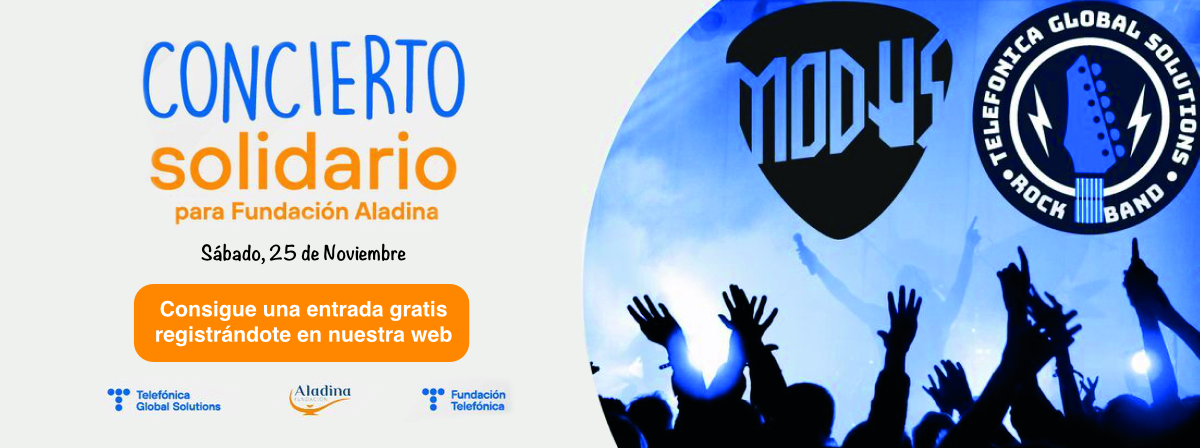 CONCIERTO
solidario
para Fundación Aladina
Sábado, 25 de Noviembre
Consigue una entrada gratis
registrándote en nuestra web
Telefónica
Global Solutions
Aladina
FUNDACIÓN
Fundación
Telefónica
MODUS
TELEFONICA GLOBAL SOLUTIONS
ROCK BAND